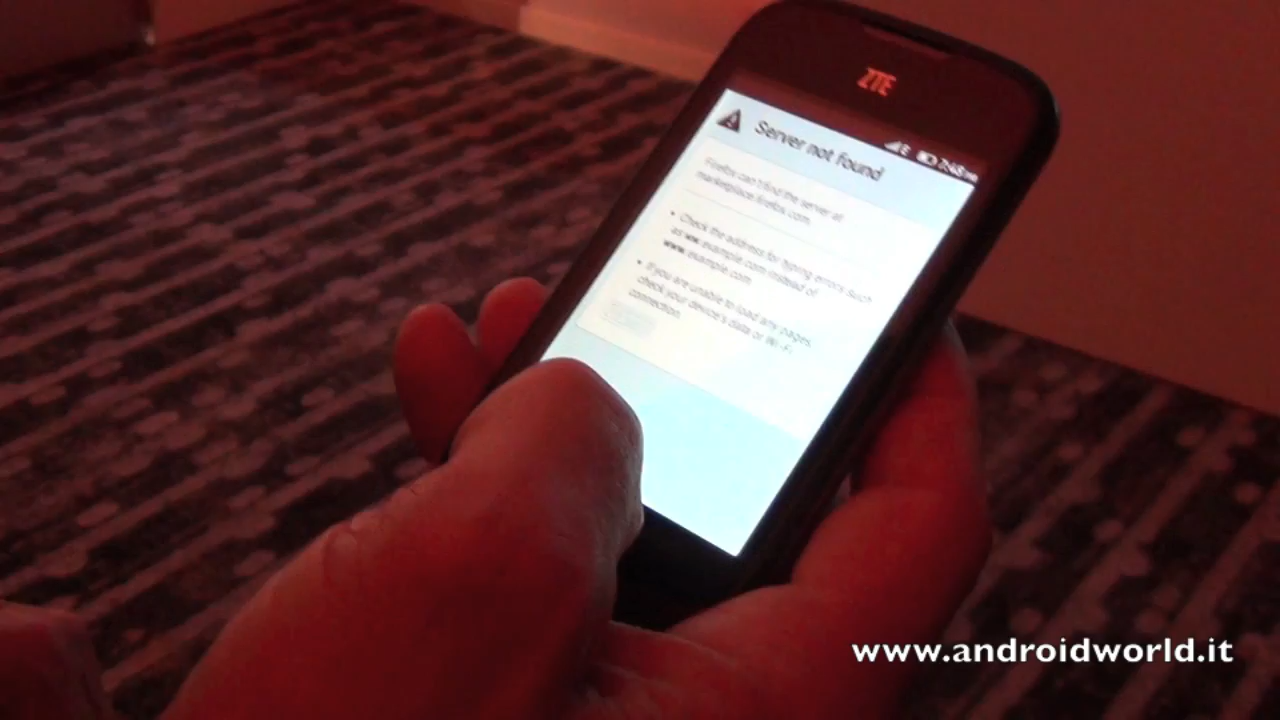 ZTE
E 7:48PM
Server not found
Firefox can't find the server at
marketplace.firefox.com.
• Check the address for typing errors such
as ww.example.com instead of
www.example.com
• If you are unable to load any pages,
check your device's data or Wi-Fi
connection.
www.androidworld.it